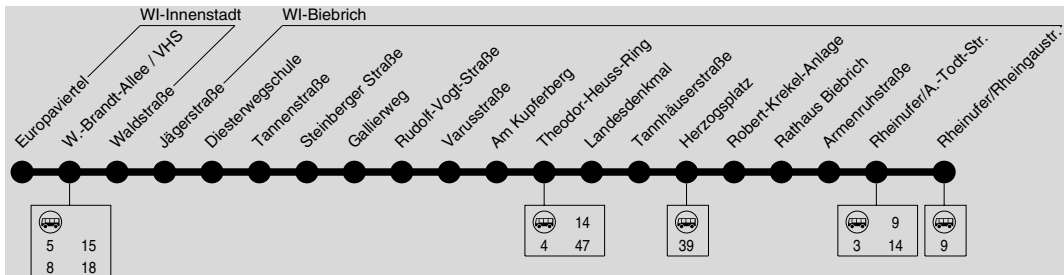 WI-Innenstadt
WI-Biebrich
Europaviertel
W.-Brandt-Allee / VHS
Waldstraße
Jägerstraße
Diesterwegschule
Tannenstraße
Steinberger Straße
Gallierweg
Rudolf-Vogt-Straße
Varusstraße
Am Kupferberg
Theodor-Heuss-Ring
Landesdenkmal
Tannhäuserstraße
Herzogsplatz
Robert-Krekel-Anlage
Rathaus Biebrich
Armenruhstraße
Rheinufer/A.-Todt-Str.
Rheinufer/Rheingaustr.
5 15
8 18
14
4 47
39
9
3 14
9